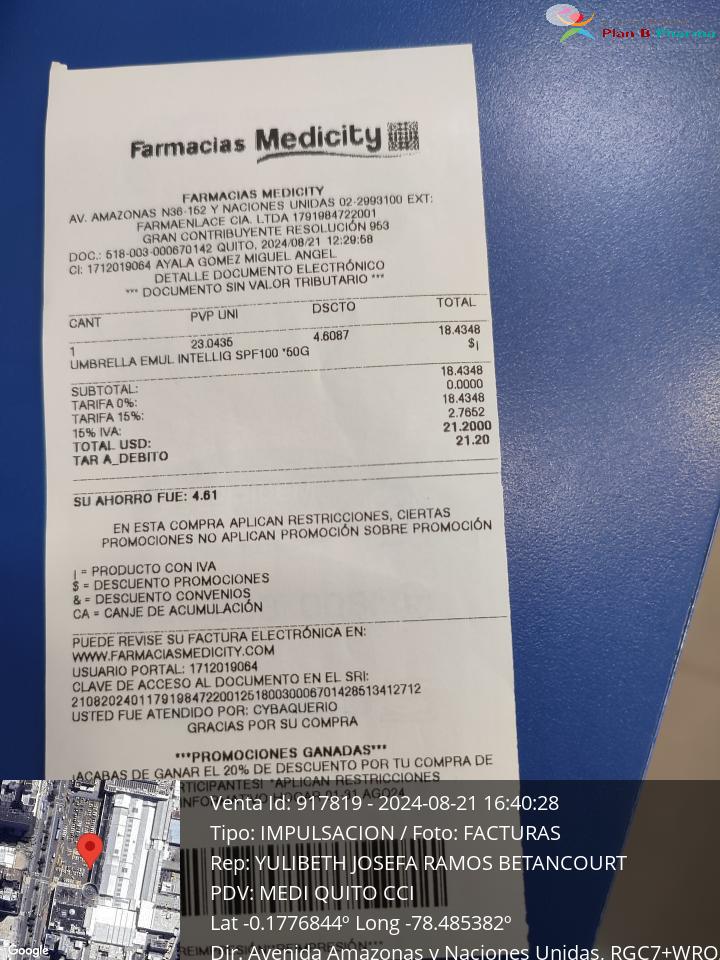 Plan B Pharma
Farmacias Medicity
FARMACIAS MEDICITY
AV. AMAZONAS N36-152 Y NACIONES UNIDAS 02-2993100 EXT:
FARMAENLACE CIA. LTDA 1791984722001
GRAN CONTRIBUYENTE RESOLUCIÓN 953
DOC.: 518-003-000670142 QUITO, 2024/08/21 12:29:58
CI: 1712019064 AYALA GOMEZ MIGUEL ANGEL
DETALLE DOCUMENTO ELECTRÓNICO
*** DOCUMENTO SIN VALOR TRIBUTARIO ***
CANT PVP UNI DSCTO TOTAL
1 23.0435 4.6087 18.4348
UMBRELLA EMUL INTELLIG SPF100 *50G $|
SUBTOTAL: 18.4348
TARIFA 0%: 0.0000
TARIFA 15%: 18.4348
15% IVA: 2.7652
TOTAL USD: 21.2000
TAR A_DEBITO 21.20
SU AHORRO FUE: 4.61
EN ESTA COMPRA APLICAN RESTRICCIONES, CIERTAS
PROMOCIONES NO APLICAN PROMOCIÓN SOBRE PROMOCIÓN
| = PRODUCTO CON IVA
$ = DESCUENTO PROMOCIONES
& = DESCUENTO CONVENIOS
CA = CANJE DE ACUMULACIÓN
PUEDE REVISE SU FACTURA ELECTRÓNICA EN:
WWW.FARMACIASMEDICITY.COM
USUARIO PORTAL: 1712019064
CLAVE DE ACCESO AL DOCUMENTO EN EL SRI:
2108202401179198472200125180030006701428513412712
USTED FUE ATENDIDO POR: CYBAQUERIO
GRACIAS POR SU COMPRA
***PROMOCIONES GANADAS***
¡ACABAS DE GANAR EL 20% DE DESCUENTO POR TU COMPRA DE
*APLICAN RESTRICCIONES
Venta Id: 917819 - 2024-08-21 16:40:28
Tipo: IMPULSACION / Foto: FACTURAS
Rep: YULIBETH JOSEFA RAMOS BETANCOURT
PDV: MEDI QUITO CCI
Lat -0.1776844º Long -78.485382º
Dir. Avenida Amazonas y Naciones Unidas, RGC7+WRO
Google